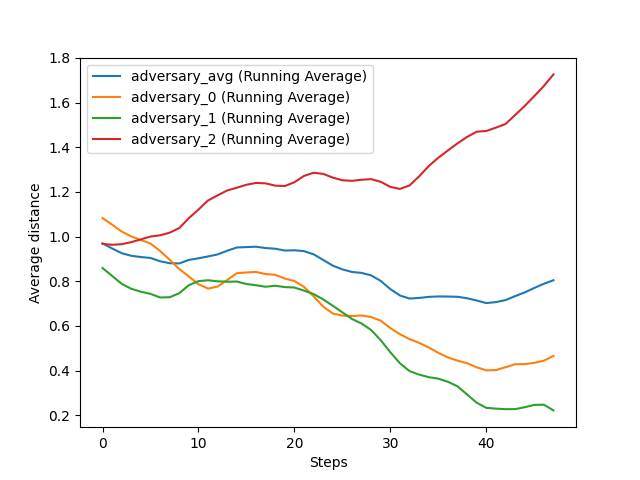 1.8
1.6
1.4
1.2
1.0
0.8
0.6
0.4
0.2
Average distance
adversary_avg (Running Average)
adversary_0 (Running Average)
adversary_1 (Running Average)
adversary_2 (Running Average)
0 10 20 30 40
Steps